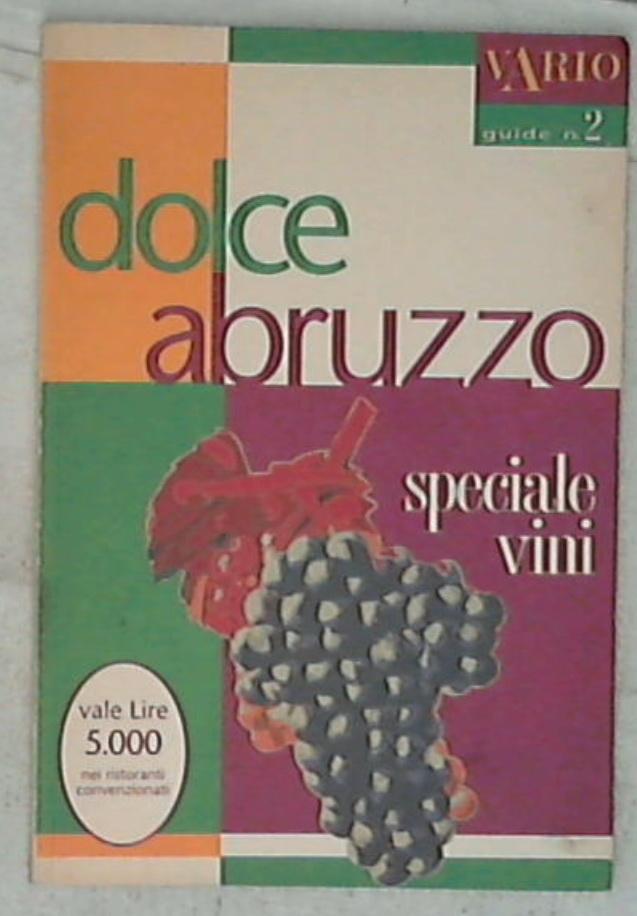 VARIO
guide n. 2
dolce
abruzzo
speciale
vini
vale Lire
5.000
nei ristoranti
convenzionati